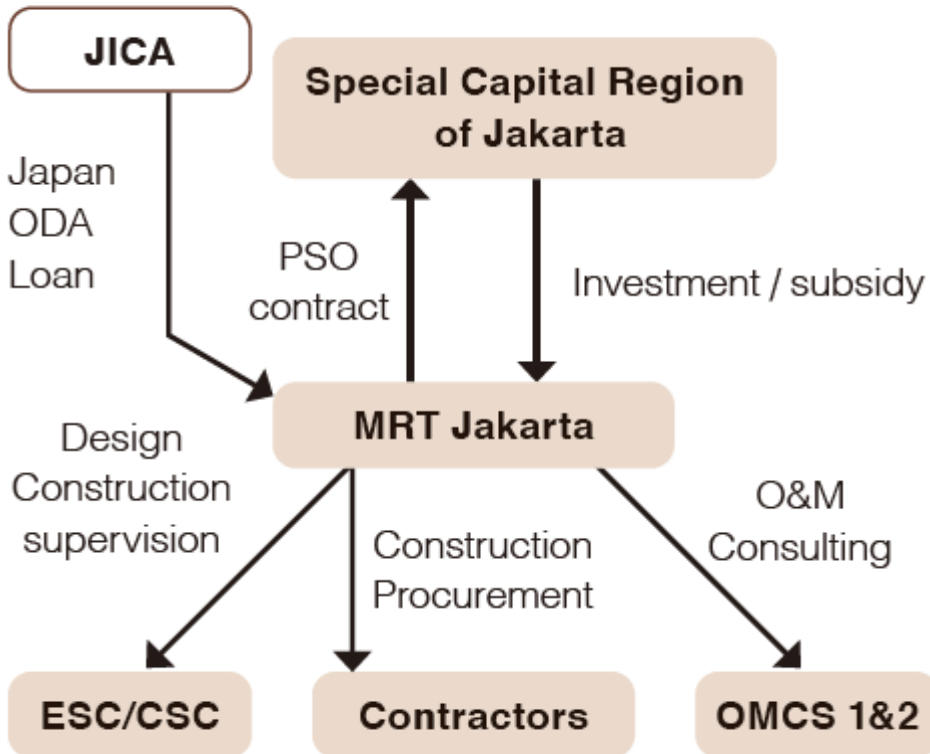 JICA
Special Capital Region
of Jakarta
Japan
ODA
Loan
PSO
contract
Investment / subsidy
MRT Jakarta
Design
Construction
supervision
Construction
Procurement
O&M
Consulting
ESC/CSC
Contractors
OMCS 1&2